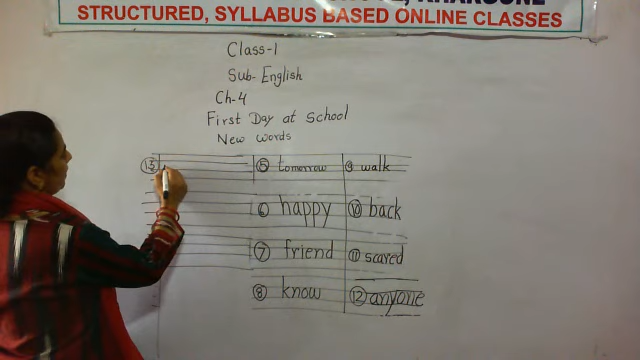 STRUCTURED, SYLLABUS BASED ONLINE CLASSES
Class-1
Sub-English
Ch-4
First Day at School
New words
13 5 tomorrow 9 walk
6 happy 10 back
7 friend 11 scared
8 know 12 anyone